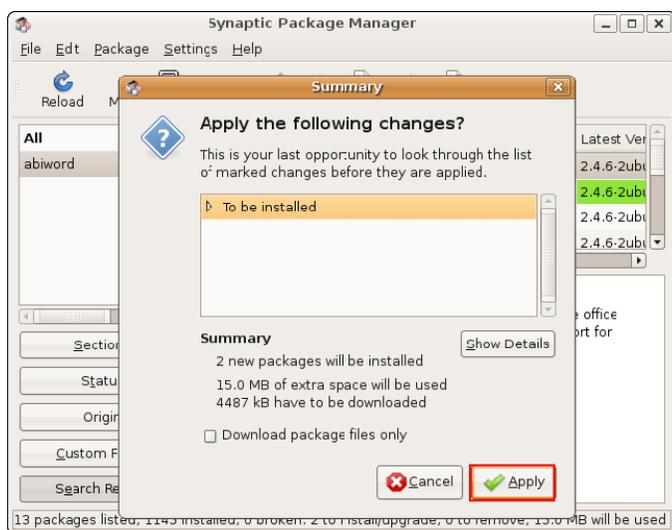 Synaptic Package Manager
File Edt Package Settings Help
Reload
Summary
All
abiword
Apply the following changes?
This is your last opportunity to look through the list
of marked changes before they are applied.
To be installed
Latest Ver
2.4.6-2ubu
2.4.6-2ubu
2.4.6-2ubu
2.4.6-2ubu
office
ort for
Summary
Show Details
2 new packages will be installed
15.0 MB of extra space will be used
4487 kB have to be downloaded
Download package files only
Section
Statu
Origin
Custom F
Search Re
Cancel
Apply
13 packages listed, 1143 installed, 0 broken. 2 to install/upgrade, 0 to remove, 15.0 MB will be used